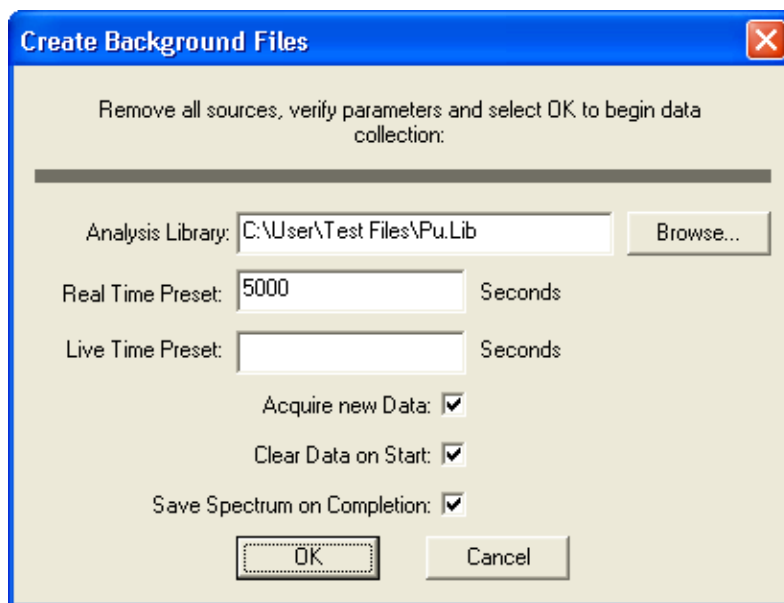 Create Background Files
Remove all sources, verify parameters and select OK to begin data
collection:
Analysis Library: C:\User\Test Files\Pu.Lib Browse...
Real Time Preset: 5000 Seconds
Live Time Preset: Seconds
Acquire new Data:
Clear Data on Start:
Save Spectrum on Completion:
OK Cancel